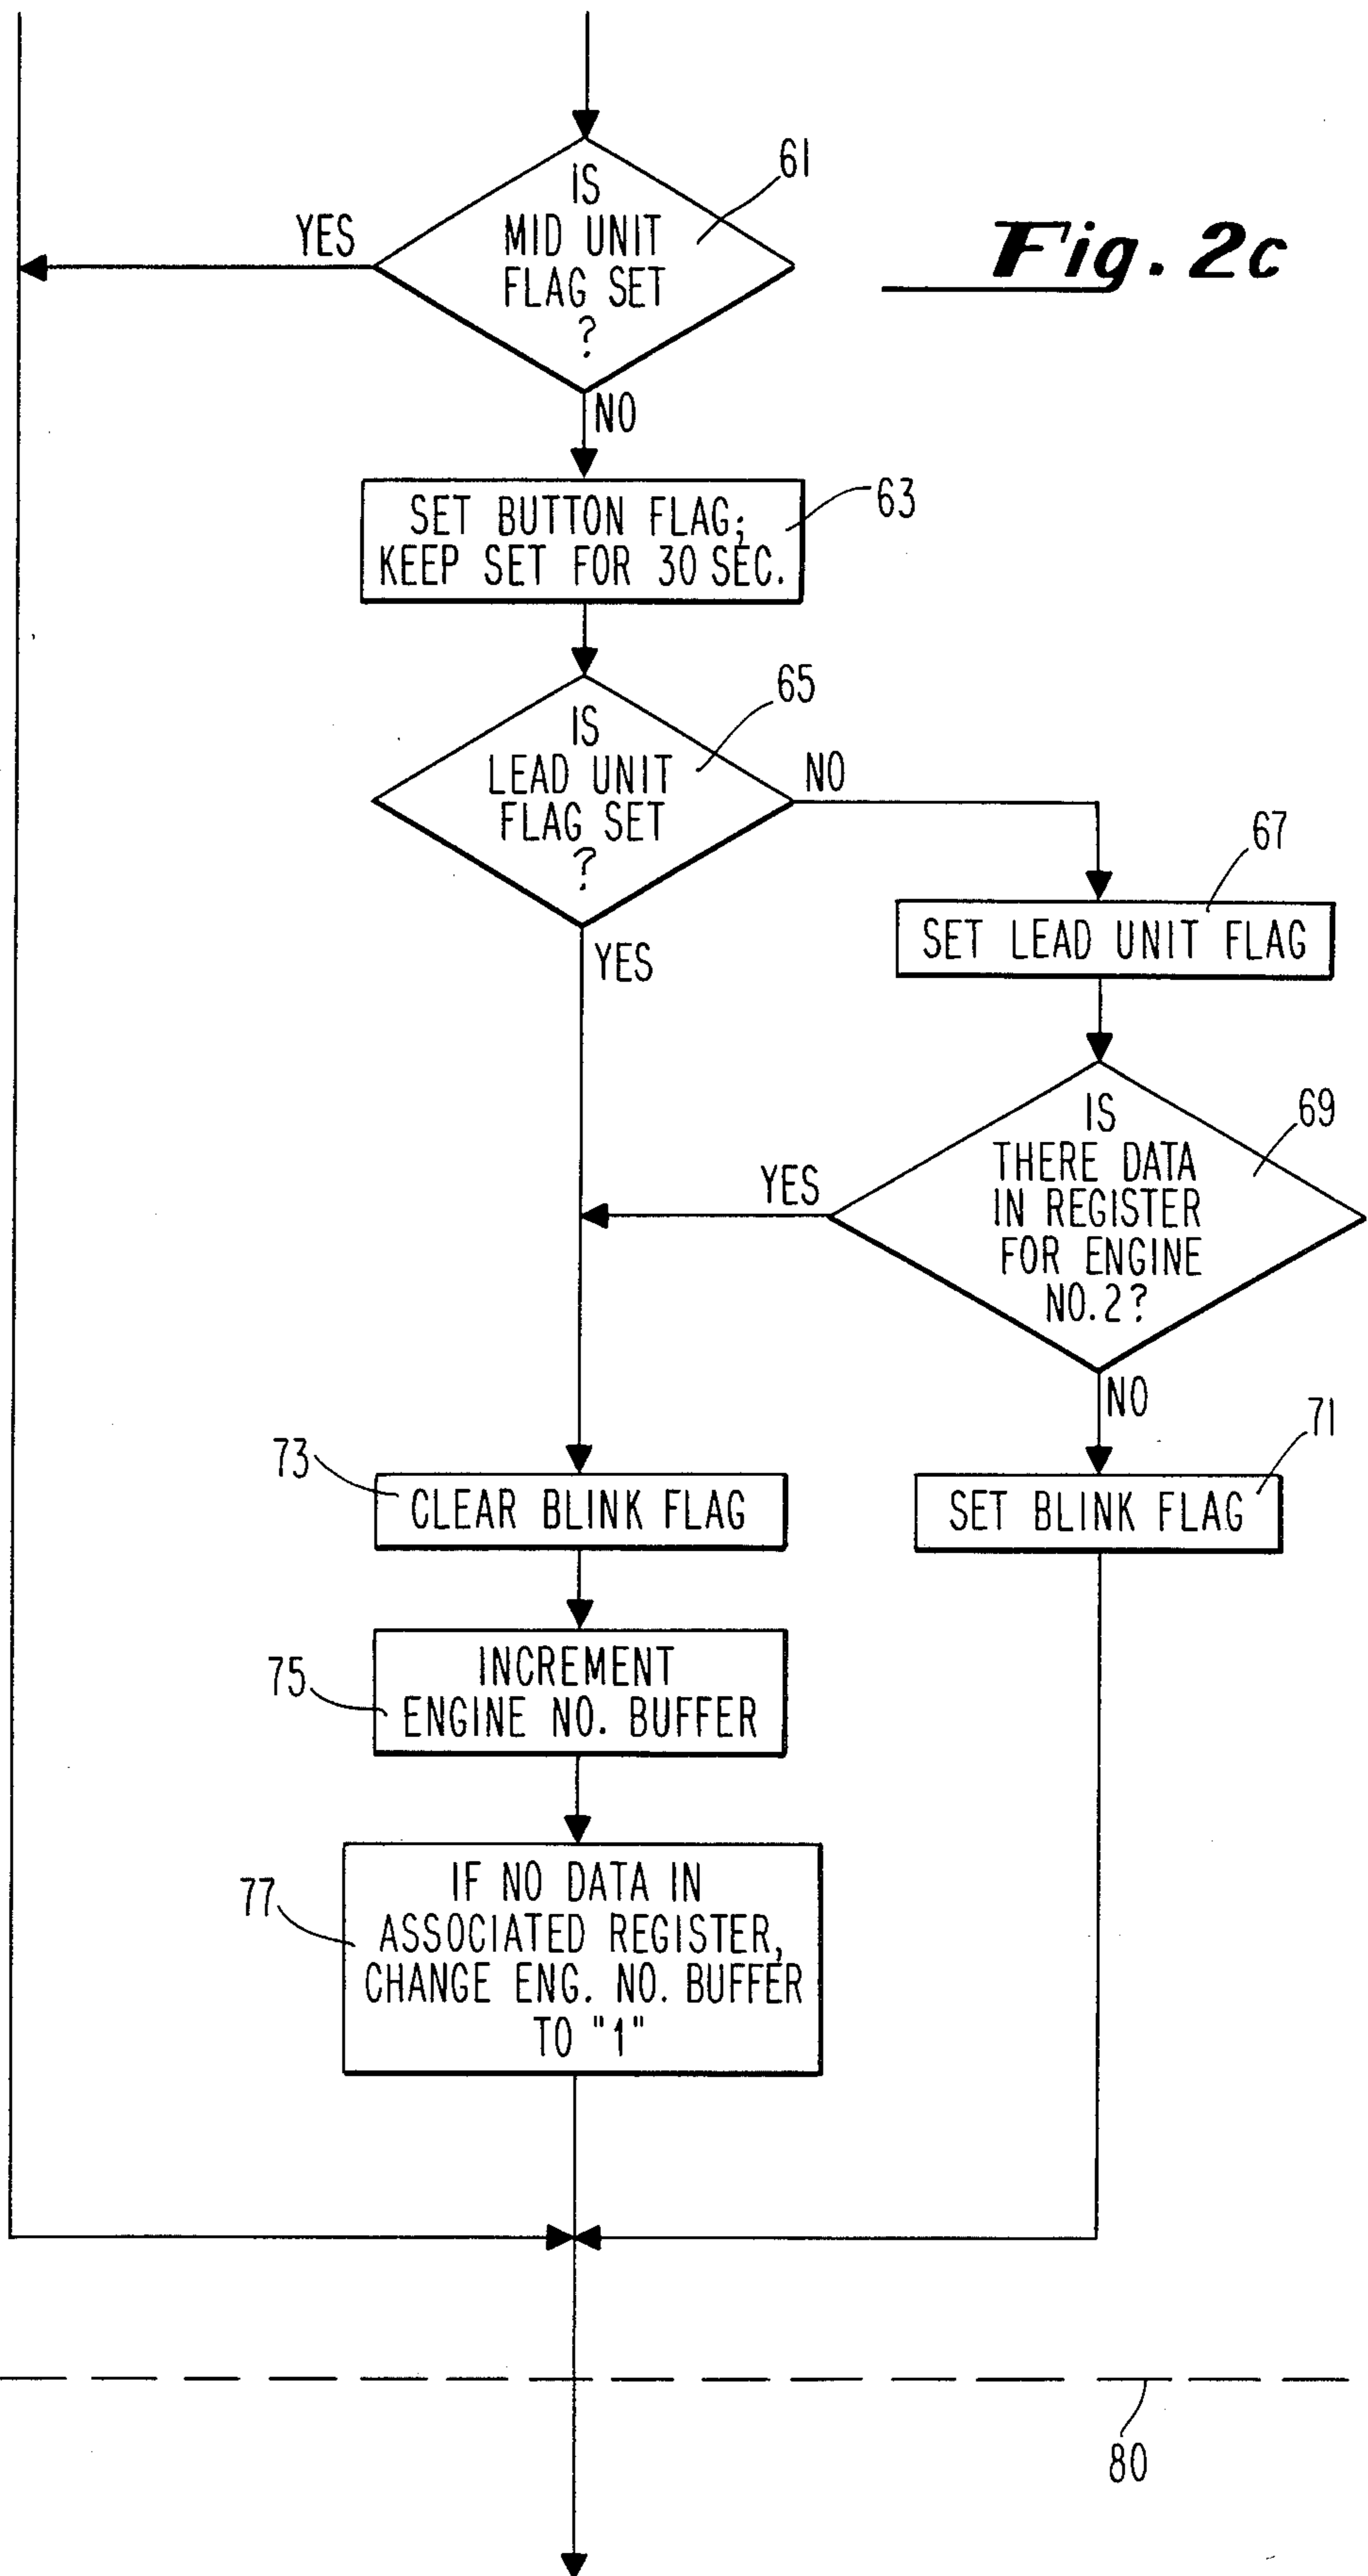 IS
MID UNIT
FLAG SET
?
61
YES
Fig. 2c
NO
SET BUTTON FLAG;
KEEP SET FOR 30 SEC.
63
IS
LEAD UNIT
FLAG SET
?
65
NO
YES
67
SET LEAD UNIT FLAG
IS
THERE DATA
IN REGISTER
FOR ENGINE
NO. 2?
69
YES
NO
71
SET BLINK FLAG
73
CLEAR BLINK FLAG
75
INCREMENT
ENGINE NO. BUFFER
77
IF NO DATA IN
ASSOCIATED REGISTER,
CHANGE ENG. NO. BUFFER
TO "1"
80